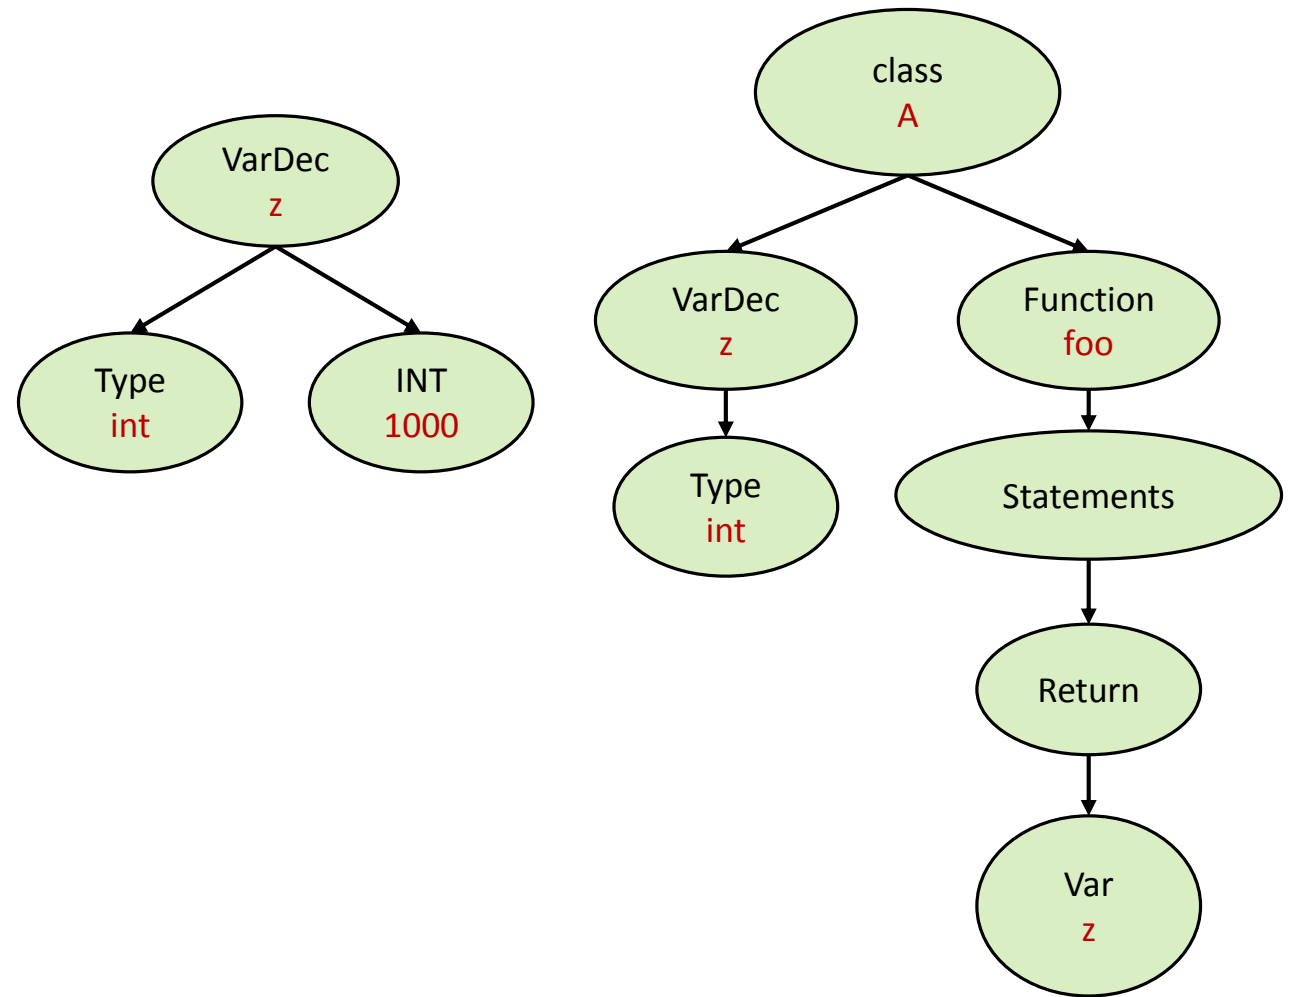 VarDec
z
Type
int
INT
1000
class
A
VarDec
z
Type
int
Function
foo
Statements
Return
Var
z